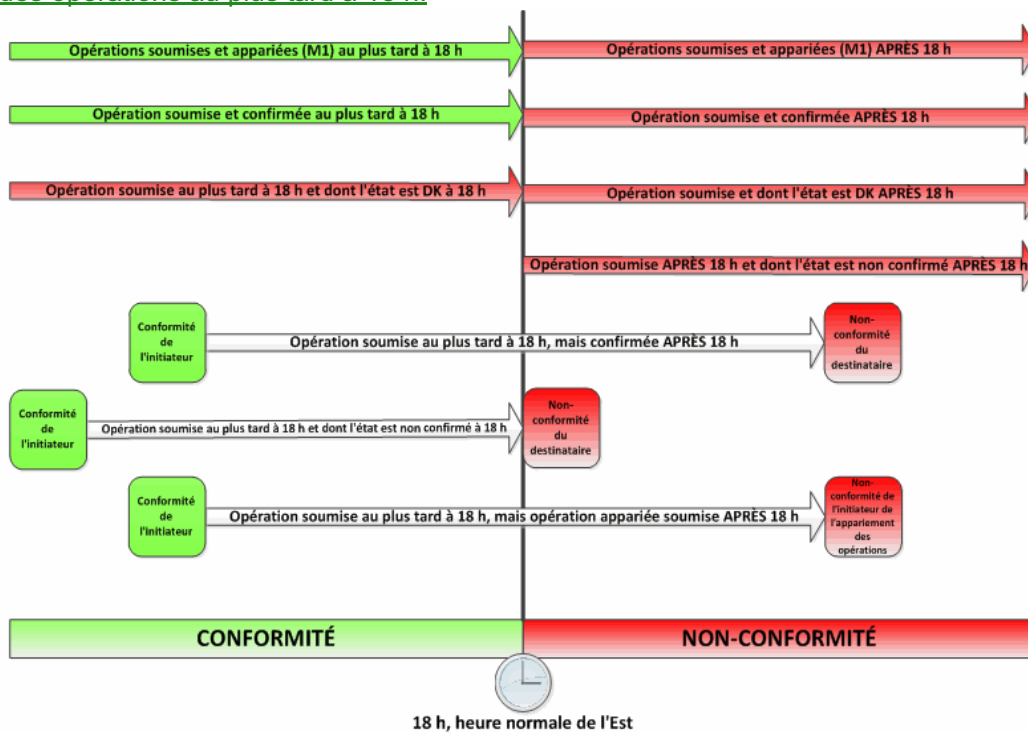 des opérations au plus tard à 18 h.
Opérations soumises et appariées (M1) au plus tard à 18 h
Opérations soumises et appariées (M1) APRÈS 18 h
Opération soumise et confirmée au plus tard à 18 h
Opération soumise et confirmée APRÈS 18 h
Opération soumise au plus tard à 18 h et dont l'état est DK à 18 h
Opération soumise et dont l'état est DK APRÈS 18 h
Opération soumise APRÈS 18 h et dont l'état est non confirmé APRÈS 18 h
Conformité
de
l'initiateur
Opération soumise au plus tard à 18 h, mais confirmée APRÈS 18 h
Non-
conformité
du
destinataire
Conformité
de
l'initiateur
Opération soumise au plus tard à 18 h et dont l'état est non confirmé à 18 h
Non-
conformité
du
destinataire
Conformité
de
l'initiateur
Opération soumise au plus tard à 18 h, mais opération appariée soumise APRÈS 18 h
Non-
conformité de
l'initiateur de
l'appariement
des
opérations
CONFORMITÉ
NON-CONFORMITÉ
18 h, heure normale de l'Est